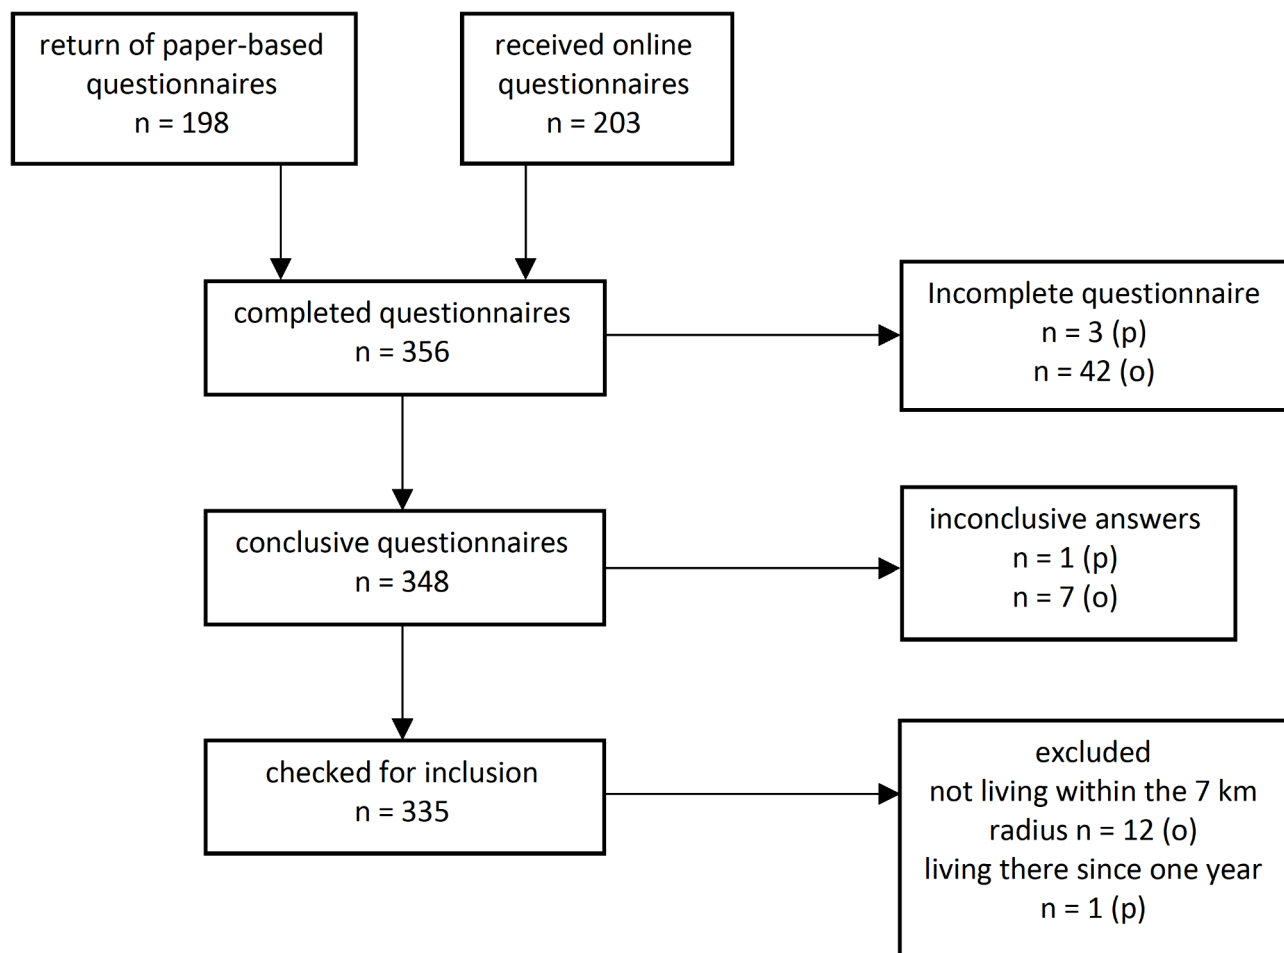 return of paper-based
questionnaires
n = 198
received online
questionnaires
n = 203
completed questionnaires
n = 356
Incomplete questionnaire
n = 3 (p)
n = 42 (o)
conclusive questionnaires
n = 348
inconclusive answers
n = 1 (p)
n = 7 (o)
checked for inclusion
n = 335
excluded
not living within the 7 km
radius n = 12 (o)
living there since one year
n = 1 (p)